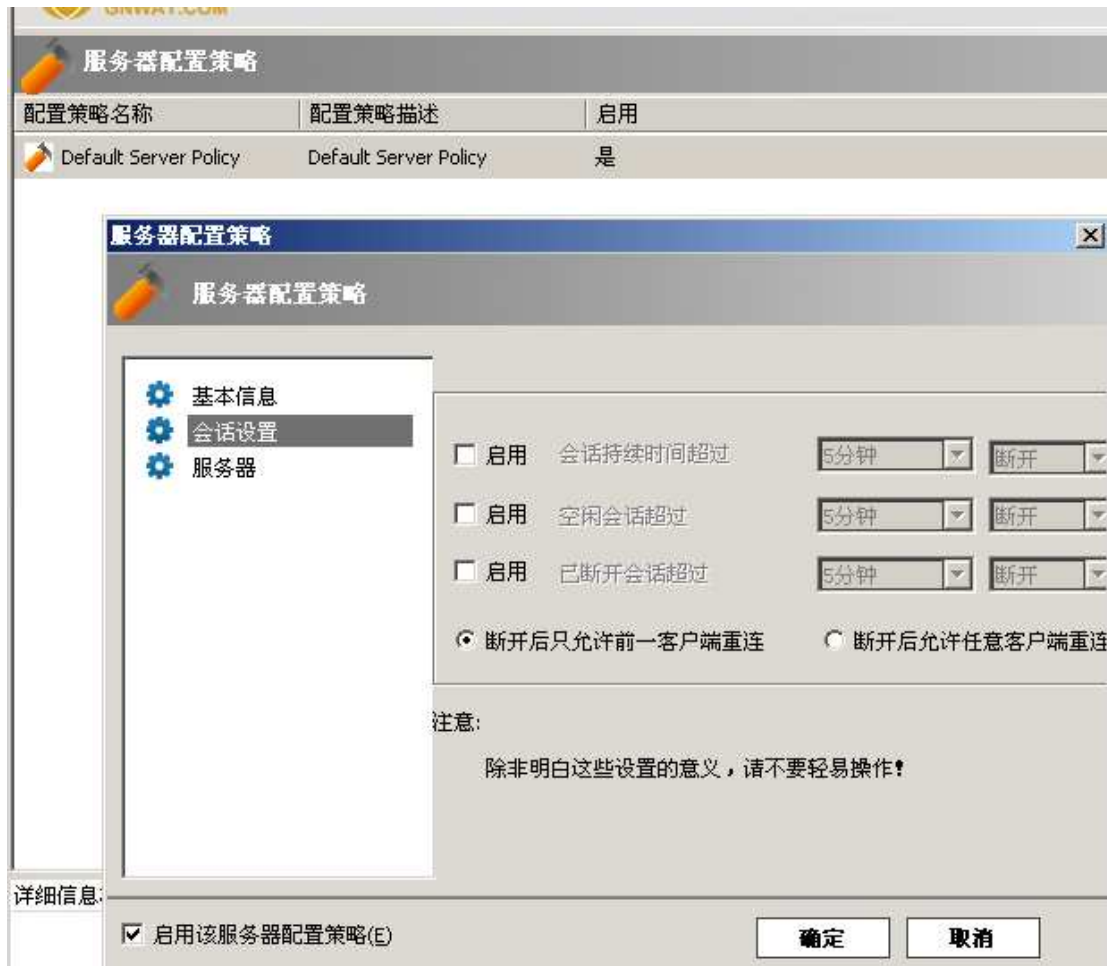 GNWAY.COM
服务器配置策略
配置策略名称 配置策略描述 启用
Default Server Policy Default Server Policy 是
服务器配置策略
服务器配置策略
基本信息
会话设置
服务器
启用 会话持续时间超过 5分钟 断开
启用 空闲会话超过 5分钟 断开
启用 已断开会话超过 5分钟 断开
断开后只允许前一客户端重连 断开后允许任意客户端重连
注意:
除非明白这些设置的意义，请不要轻易操作！
详细信息
启用该服务器配置策略(E)
确定 取消